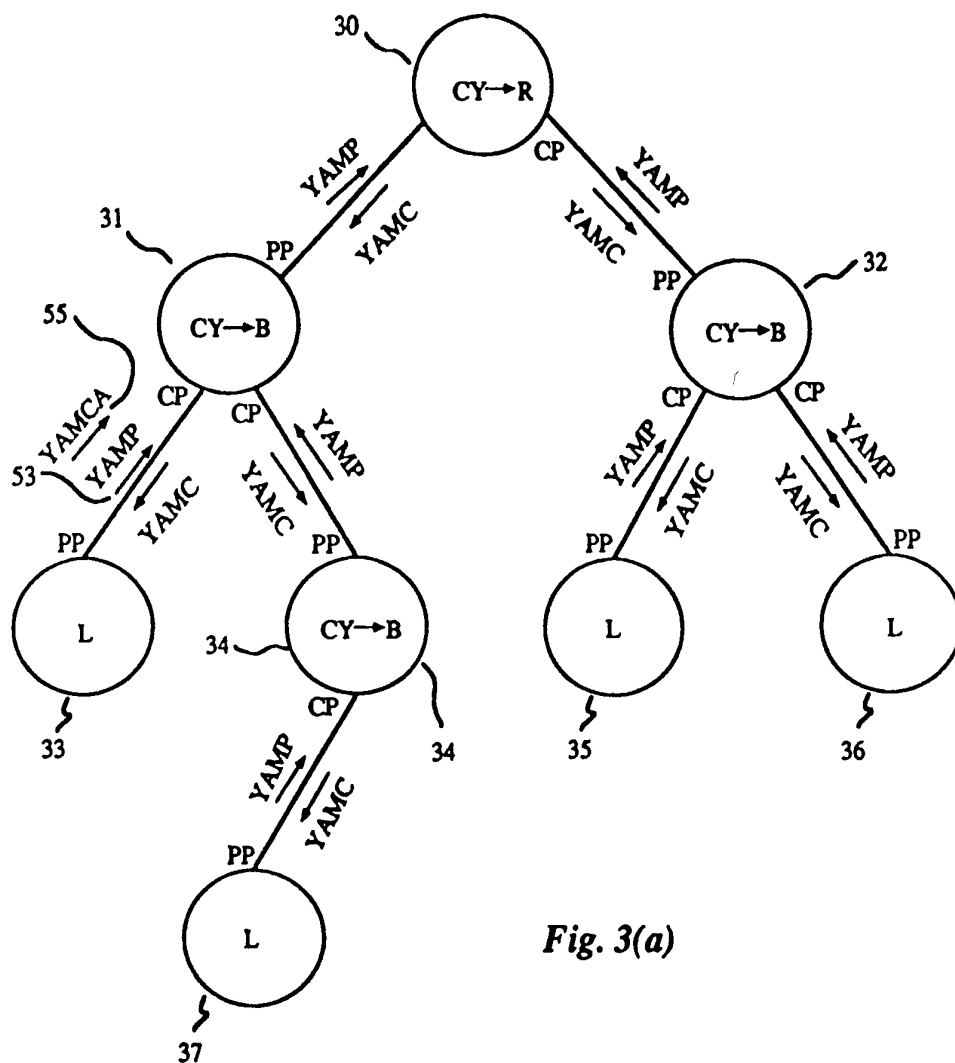 30
CY→R
CP
YAMP
YAMC
YAMP
YAMC
31
PP
PP
32
CY→B
CY→B
55
CP
CP
CP
CP
YAMCA
YAMP
53
YAMC
YAMP
YAMC
YAMP
YAMC
YAMP
YAMC
PP
PP
PP
PP
L
CY→B
L
L
34
33
CP
34
35
36
YAMP
YAMC
PP
L
Fig. 3(a)
37